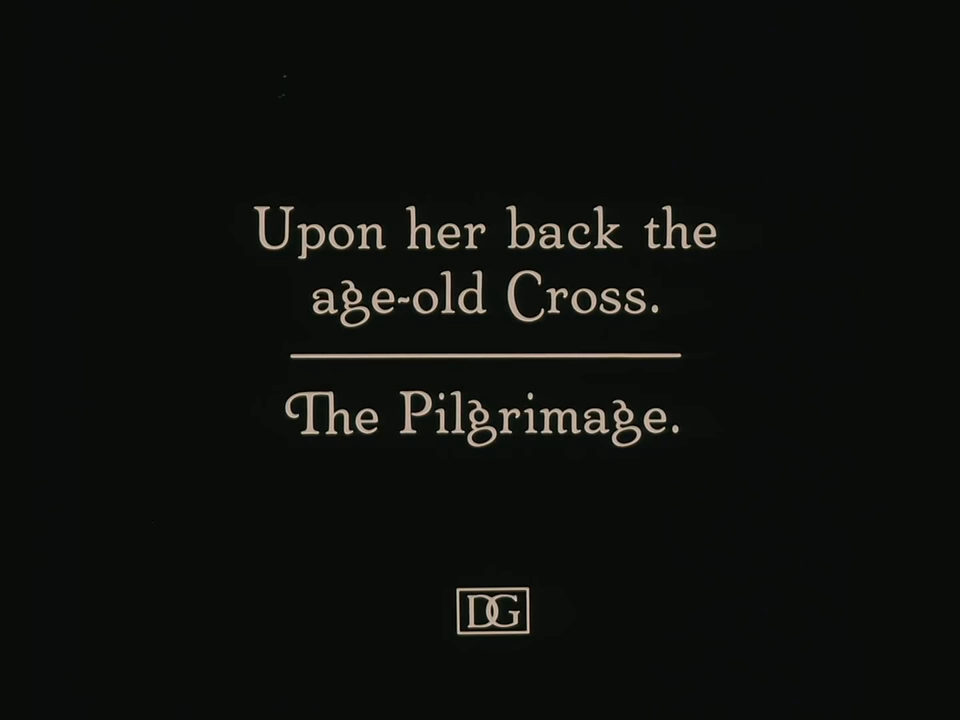 Upon her back the
age-old Cross.
The Pilgrimage.
DG